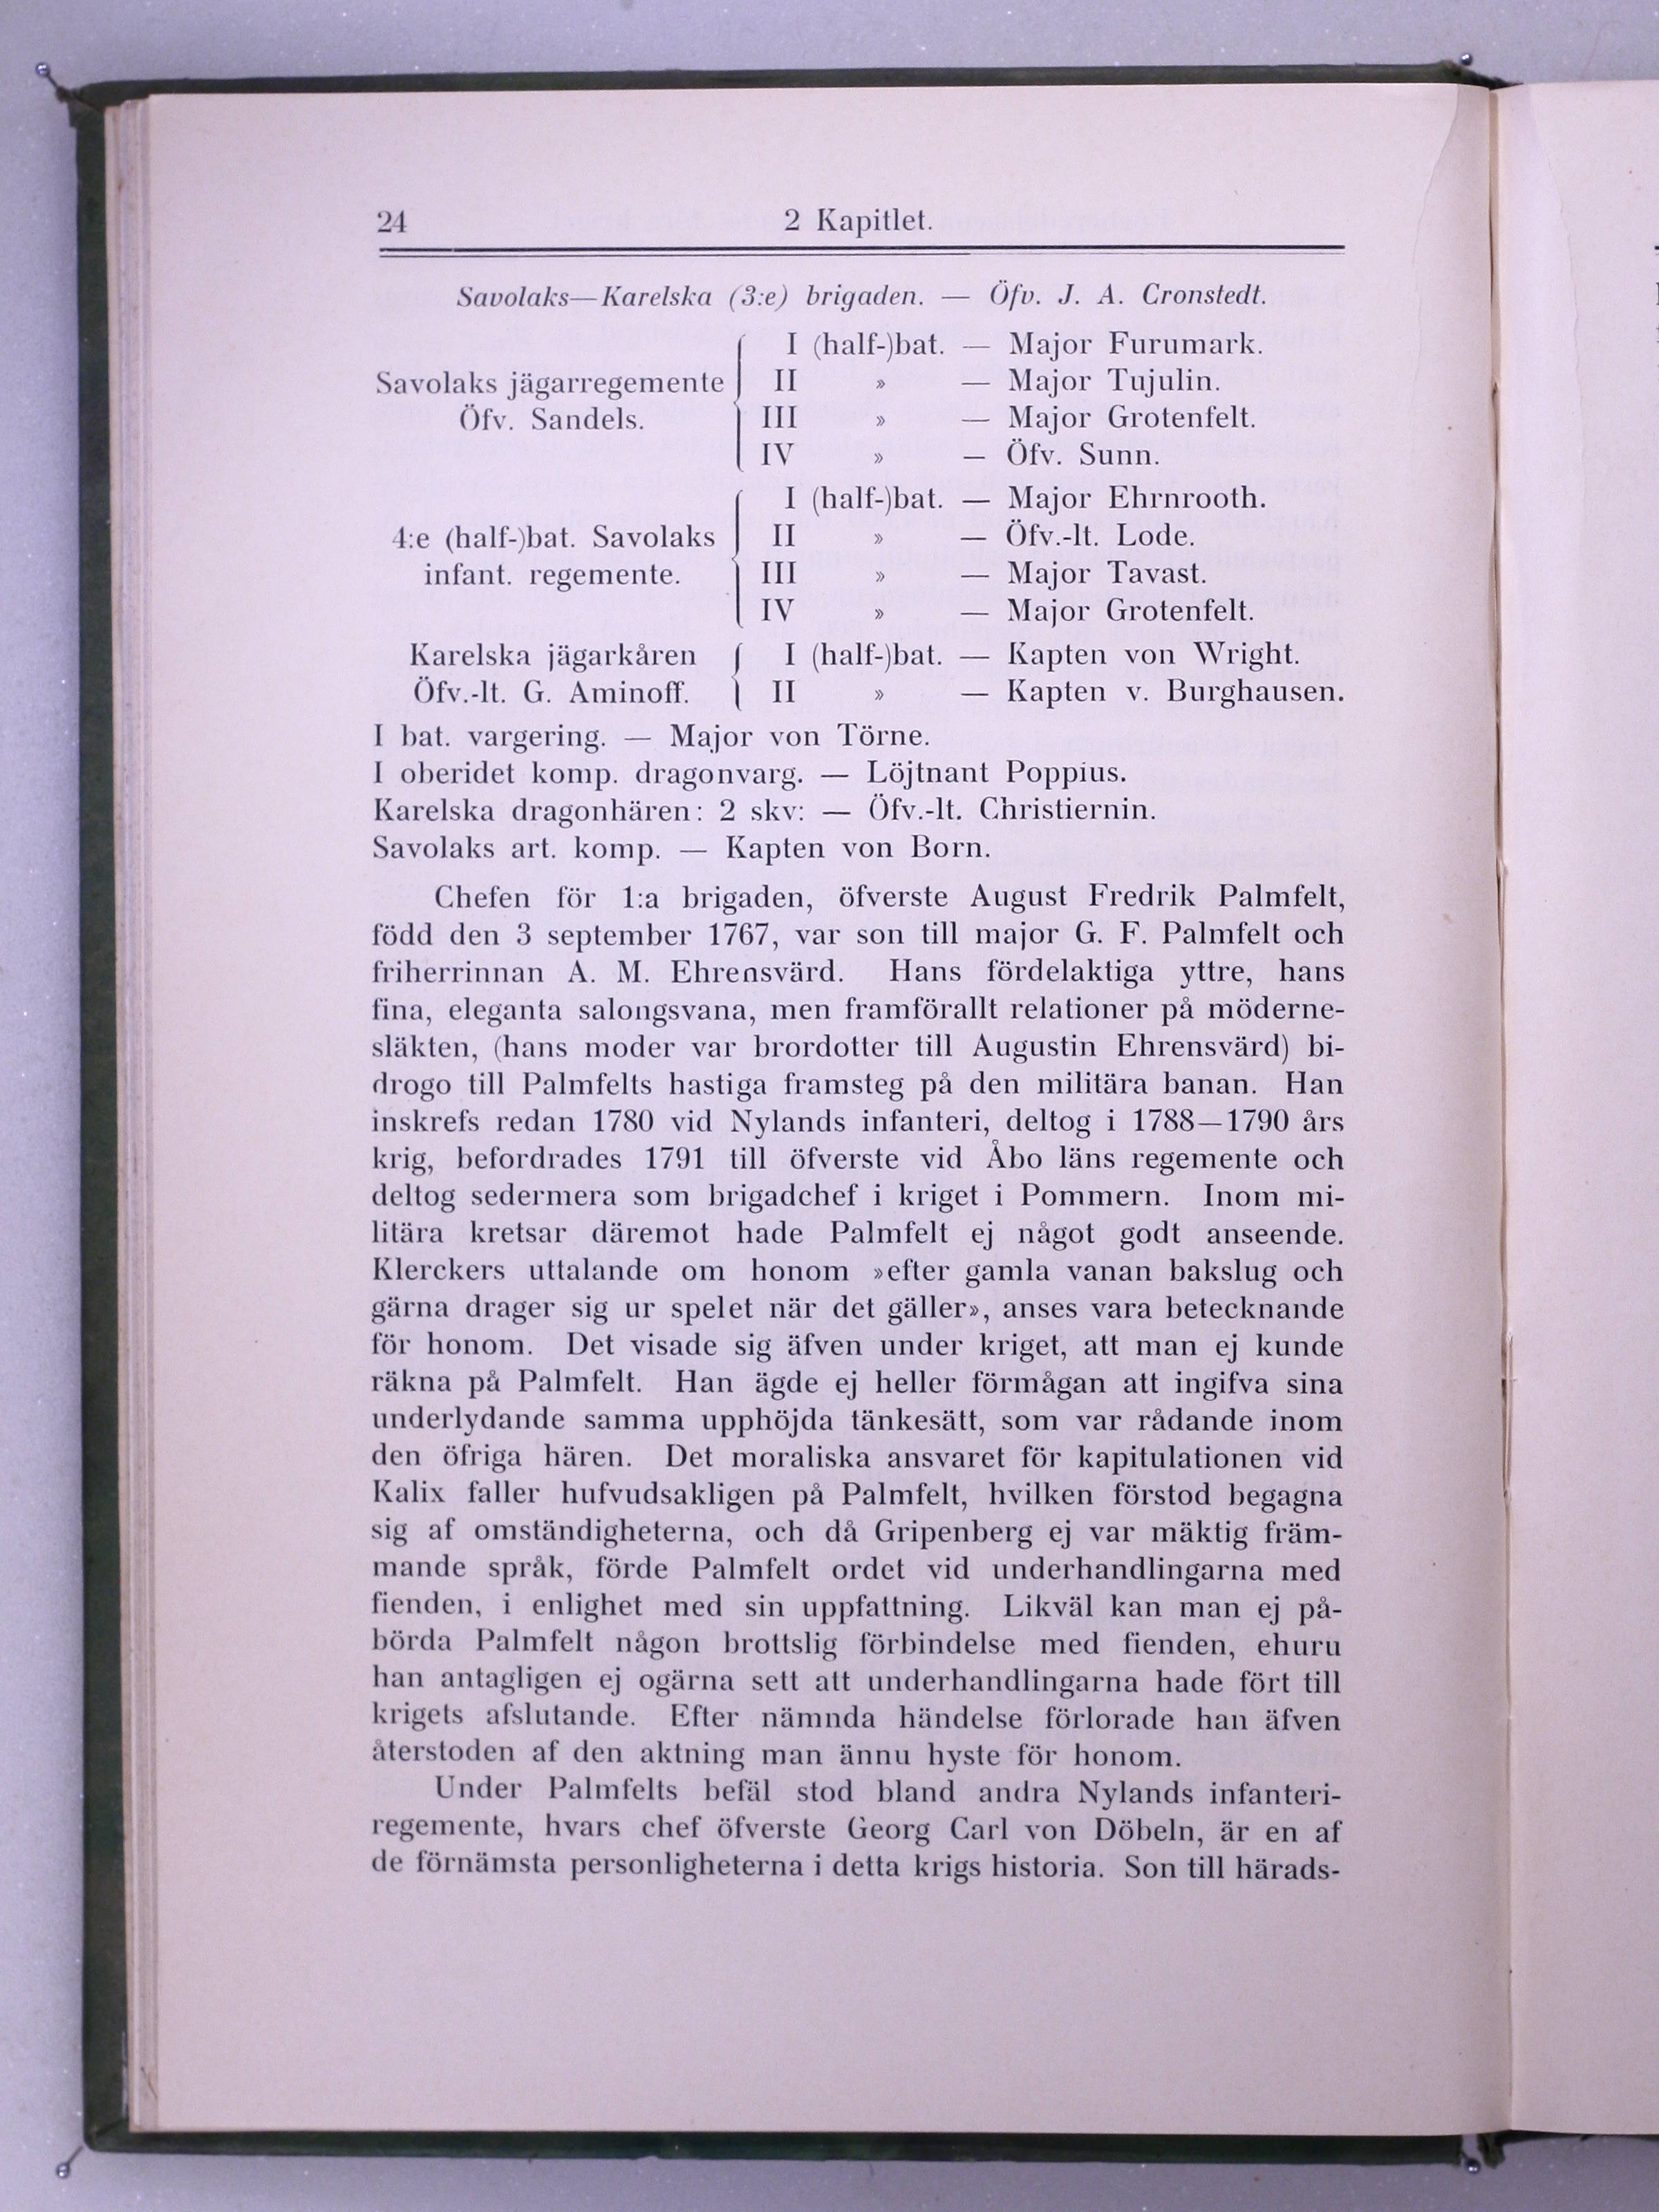 24 2 Kapitlet.
Savolaks—Karelska (3:e) brigaden. — Öfv. J. A. Cronstedt.
I (half-)bat. — Major Furumark.
Savolaks jägarregemente II » — Major Tujulin.
Öfv. Sandels. III » — Major Grotenfelt.
IV » — Öfv. Sunn.
I (half-)bat. — Major Ehrnrooth.
4:e (half-)bat. Savolaks II » — Öfv.-lt. Lode.
infant. regemente. III » — Major Tavast.
IV » — Major Grotenfelt.
Karelska jägarkåren I (half-)bat. — Kapten von Wright.
Öfv.-lt. G. Aminoff. II » — Kapten v. Burghausen.
I bat. vargering. — Major von Törne.
I oberidet komp. dragonvarg. — Löjtnant Poppius.
Karelska dragonhären: 2 skv: — Öfv.-lt. Christiernin.
Savolaks art. komp. — Kapten von Born.
Chefen för 1:a brigaden, öfverste August Fredrik Palmfelt,
född den 3 september 1767, var son till major G. F. Palmfelt och
friherrinnan A. M. Ehrensvärd. Hans fördelaktiga yttre, hans
fina, eleganta salongsvana, men framförallt relationer på möderne-
släkten, (hans moder var brordotter till Augustin Ehrensvärd) bi-
drogo till Palmfelts hastiga framsteg på den militära banan. Han
inskrefs redan 1780 vid Nylands infanteri, deltog i 1788—1790 års
krig, befordrades 1791 till öfverste vid Åbo läns regemente och
deltog sedermera som brigadchef i kriget i Pommern. Inom mi-
litära kretsar däremot hade Palmfelt ej något godt anseende.
Klerckers uttalande om honom »efter gamla vanan bakslug och
gärna drager sig ur spelet när det gäller», anses vara betecknande
för honom. Det visade sig äfven under kriget, att man ej kunde
räkna på Palmfelt. Han ägde ej heller förmågan att ingifva sina
underlydande samma upphöjda tänkesätt, som var rådande inom
den öfriga hären. Det moraliska ansvaret för kapitulationen vid
Kalix faller hufvudsakligen på Palmfelt, hvilken förstod begagna
sig af omständigheterna, och då Gripenberg ej var mäktig främ-
mande språk, förde Palmfelt ordet vid underhandlingarna med
fienden, i enlighet med sin uppfattning. Likväl kan man ej på-
börda Palmfelt någon brottslig förbindelse med fienden, ehuru
han antagligen ej ogärna sett att underhandlingarna hade fört till
krigets afslutande. Efter nämnda händelse förlorade han äfven
återstoden af den aktning man ännu hyste för honom.
Under Palmfelts befäl stod bland andra Nylands infanteri-
regemente, hvars chef öfverste Georg Carl von Döbeln, är en af
de förnämsta personligheterna i detta krigs historia. Son till härads-